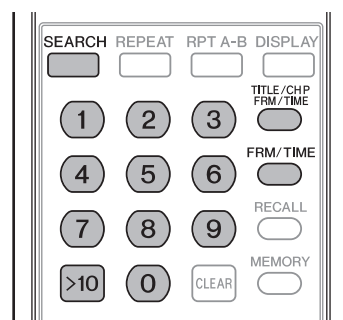 SEARCH REPEAT RPT A-B DISPLAY
TITLE/CHP
FRM/TIME
1 2 3
FRM/TIME
4 5 6
RECALL
7 8 9
MEMORY
>10 0 CLEAR